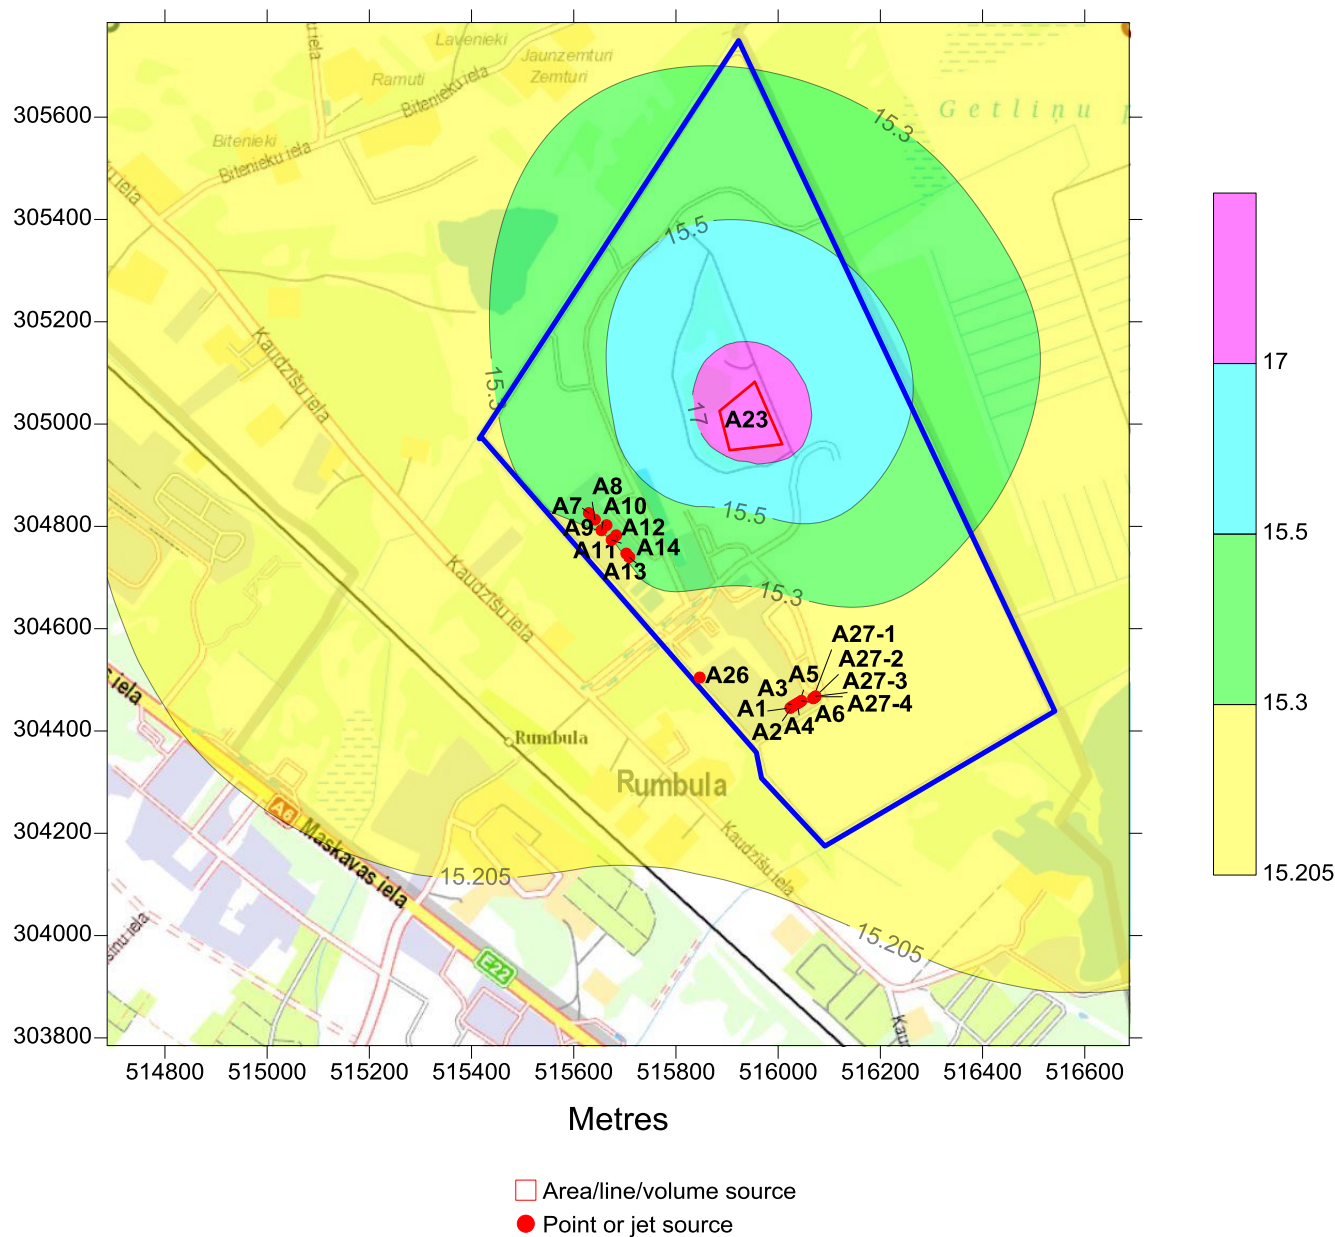 Lavenieki
Jaunzemturi
Zemturi
Ramuti
Bitenieku iela
Bitenieki
Bitenieku iela
Getliņu
15.3
15.5
15.3
17
A23
15.5
15.3
Kaudzīšu iela
Kaudzīšu iela
Kaudzīšu iela
A8
A7
A10
A9
A12
A11
A14
A13
A26
A27-1
A27-2
A27-3
A27-4
A5
A3
A1
A6
A4
A2
Rumbula
Rumbula
A6
Maskavas iela
E22
15.205
15.205
s iela
305600
305400
305200
305000
304800
304600
304400
304200
304000
303800
514800 515000 515200 515400 515600 515800 516000 516200 516400 516600
Metres
17
15.5
15.3
15.205
Area/line/volume source
Point or jet source